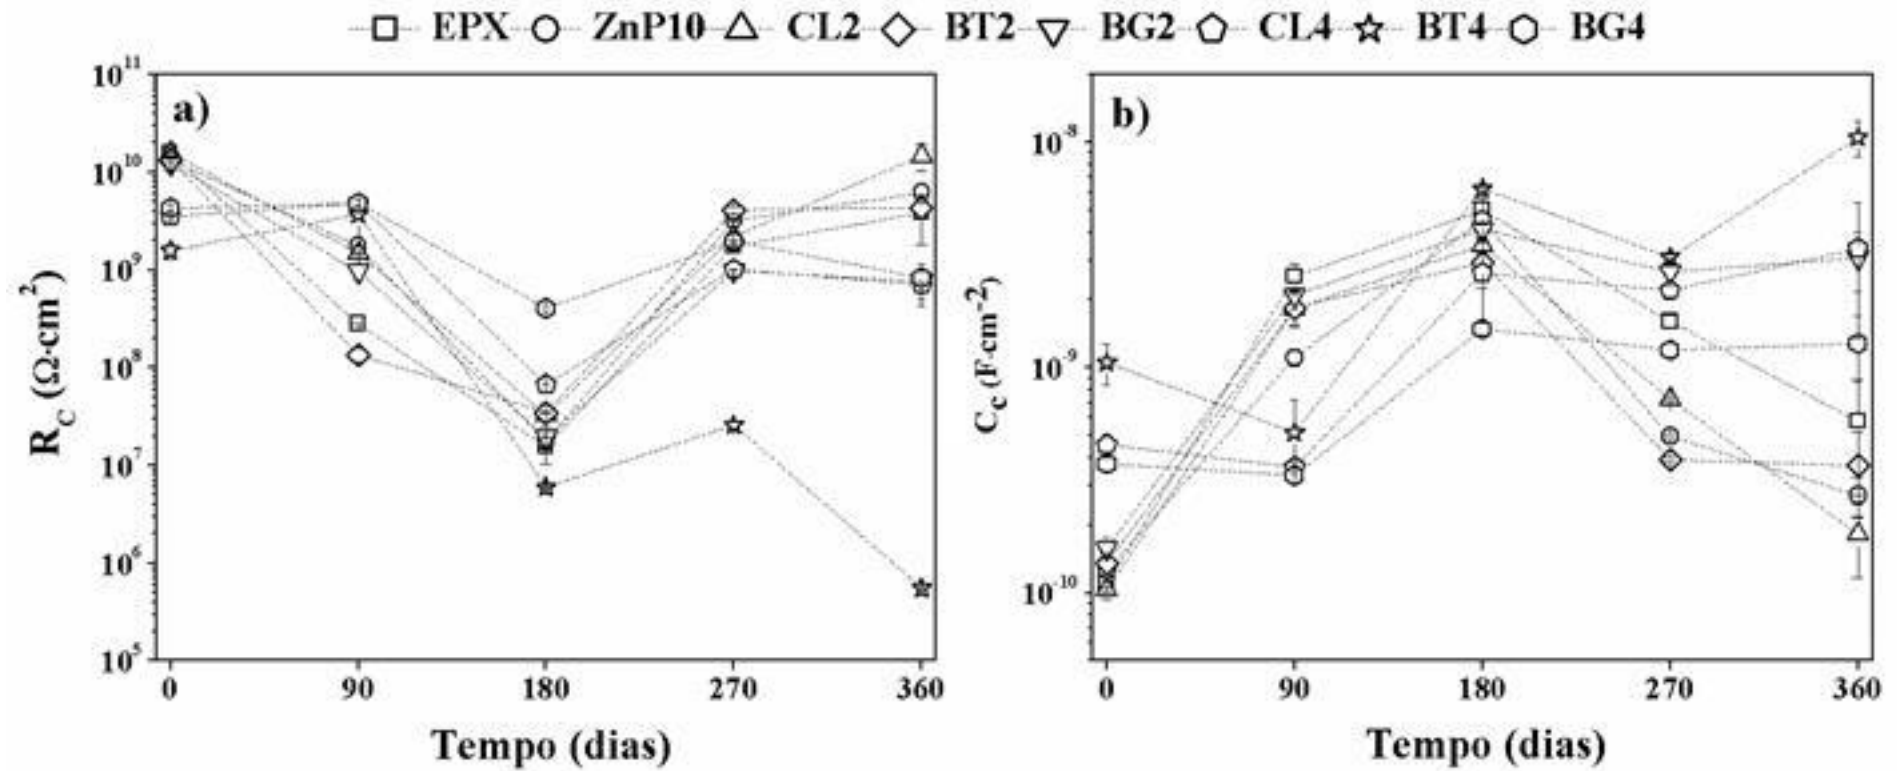 EPX ZnP10 CL2 BT2 BG2 CL4 BT4 BG4
a)
10^11
10^10
10^9
10^8
10^7
10^6
10^5
R_C (Ω·cm^2)
0 90 180 270 360
Tempo (dias)
b)
10^-8
10^-9
10^-10
C_c (F·cm^-2)
0 90 180 270 360
Tempo (dias)